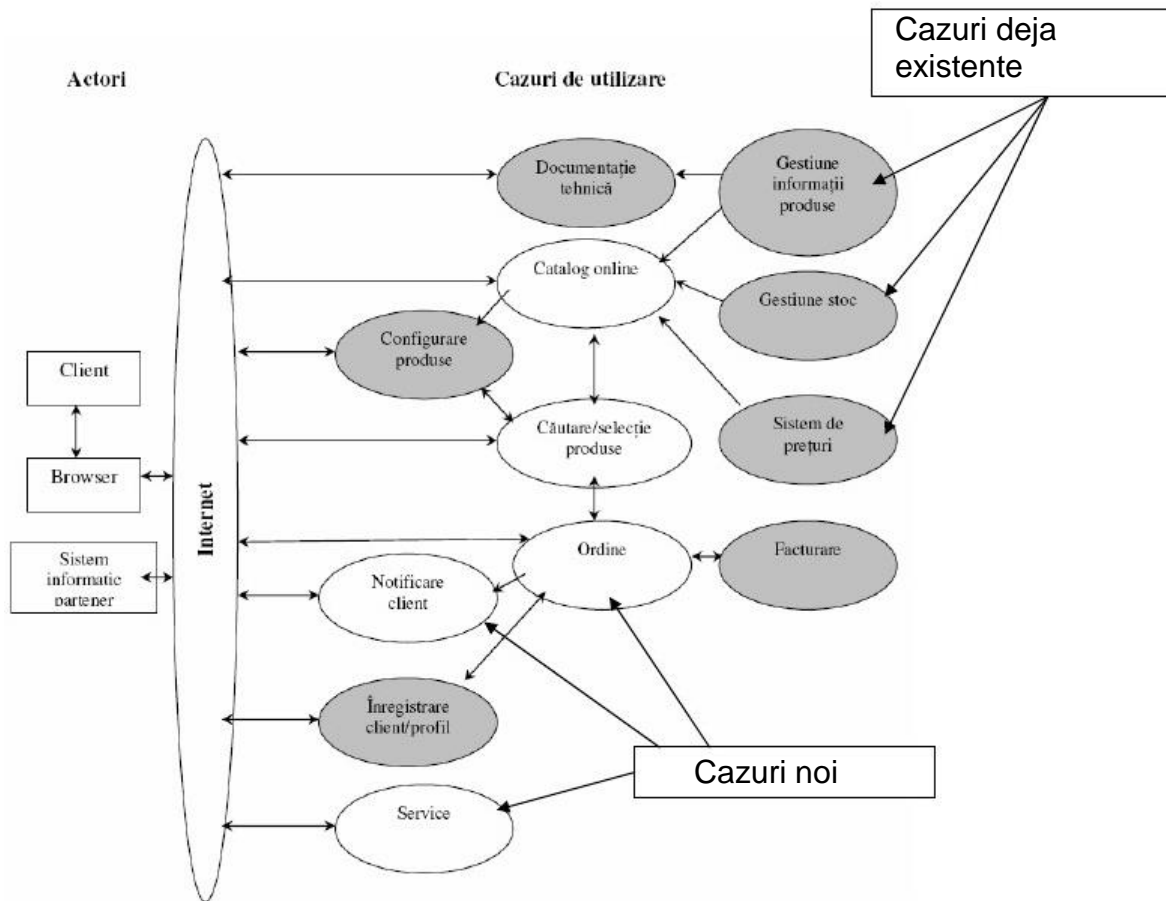 Cazuri deja
existente
Actori
Cazuri de utilizare
Documentație
tehnică
Gestiune
informații
produse
Catalog online
Gestiune stoc
Configurare
produse
Client
Căutare/selecție
produse
Sistem de
prețuri
Browser
Internet
Ordine
Facturare
Sistem
informatic
partener
Notificare
client
Înregistrare
client/profil
Cazuri noi
Service